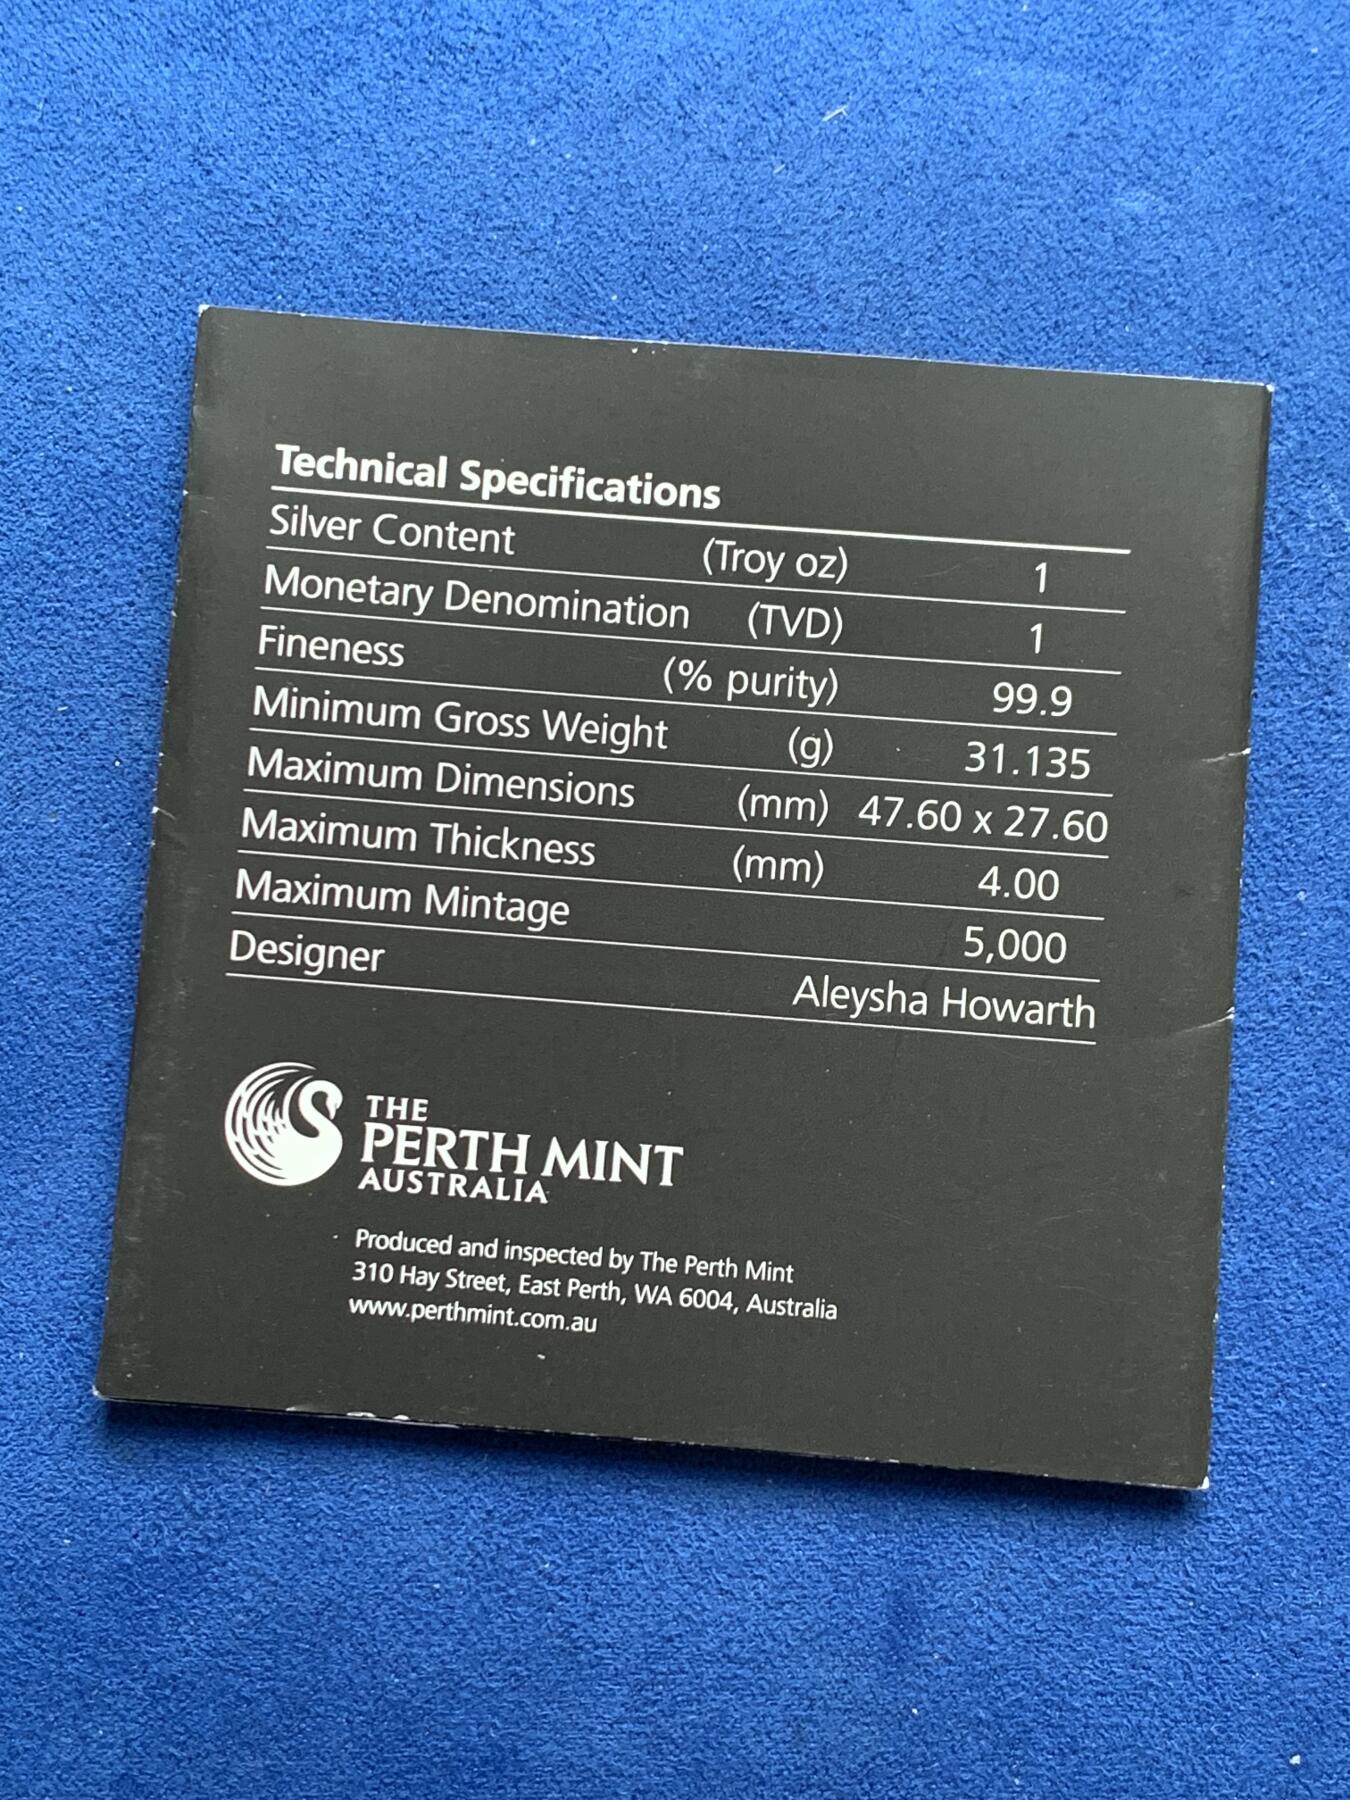 Technical Specifications
Silver Content (Troy oz) 1
Monetary Denomination (TVD) 1
Fineness (% purity) 99.9
Minimum Gross Weight (g) 31.135
Maximum Dimensions (mm) 47.60 x 27.60
Maximum Thickness (mm) 4.00
Maximum Mintage 5,000
Designer Aleysha Howarth
THE
PERTH MINT
AUSTRALIA
Produced and inspected by The Perth Mint
310 Hay Street, East Perth, WA 6004, Australia
www.perthmint.com.au